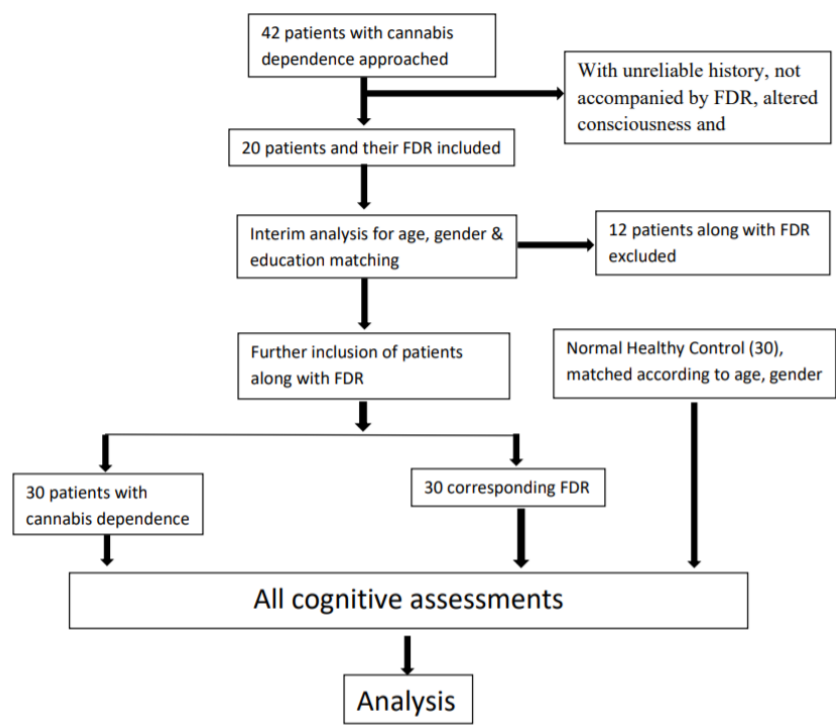 42 patients with cannabis
dependence approached
With unreliable history, not
accompanied by FDR, altered
consciousness and
20 patients and their FDR included
Interim analysis for age, gender &
education matching
12 patients along with FDR
excluded
Further inclusion of patients
along with FDR
Normal Healthy Control (30),
matched according to age, gender
30 patients with
cannabis dependence
30 corresponding FDR
All cognitive assessments
Analysis